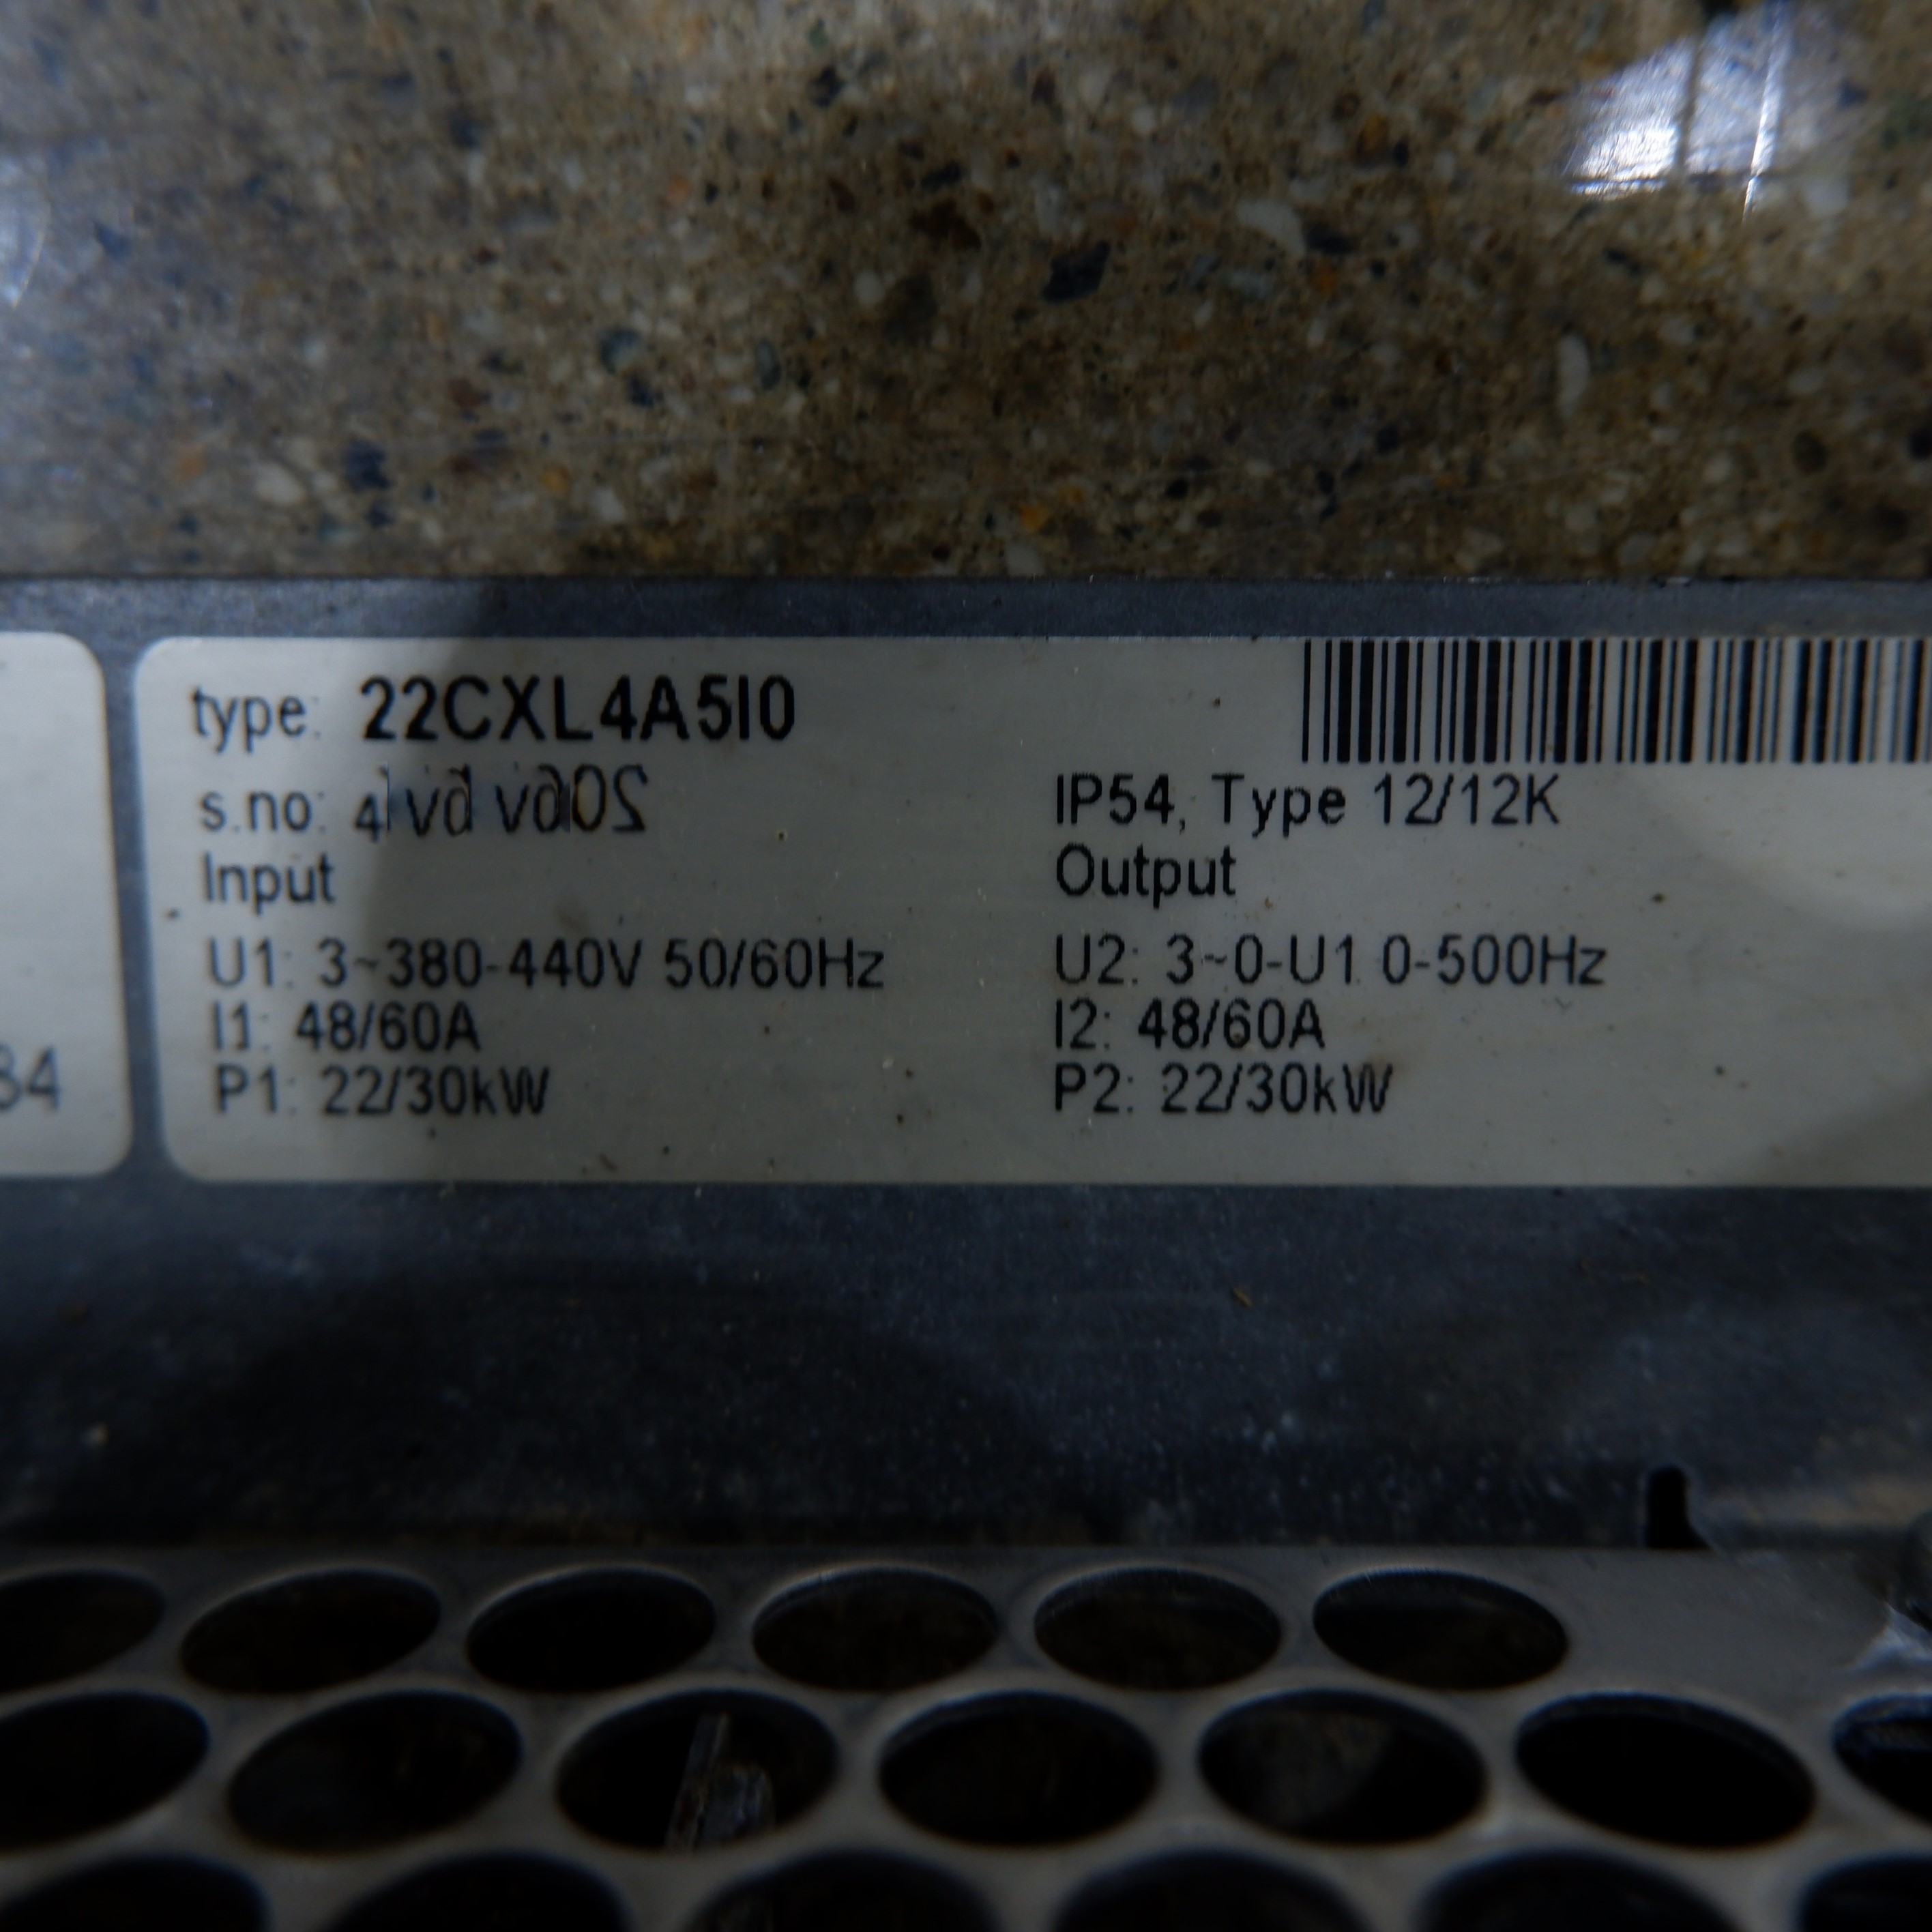 type: 22CXL4A5I0
s.no:
IP54, Type 12/12K
Input
Output
U1: 3~380-440V 50/60Hz
U2: 3~0-U1 0-500Hz
I1: 48/60A
I2: 48/60A
P1: 22/30kW
P2: 22/30kW
84